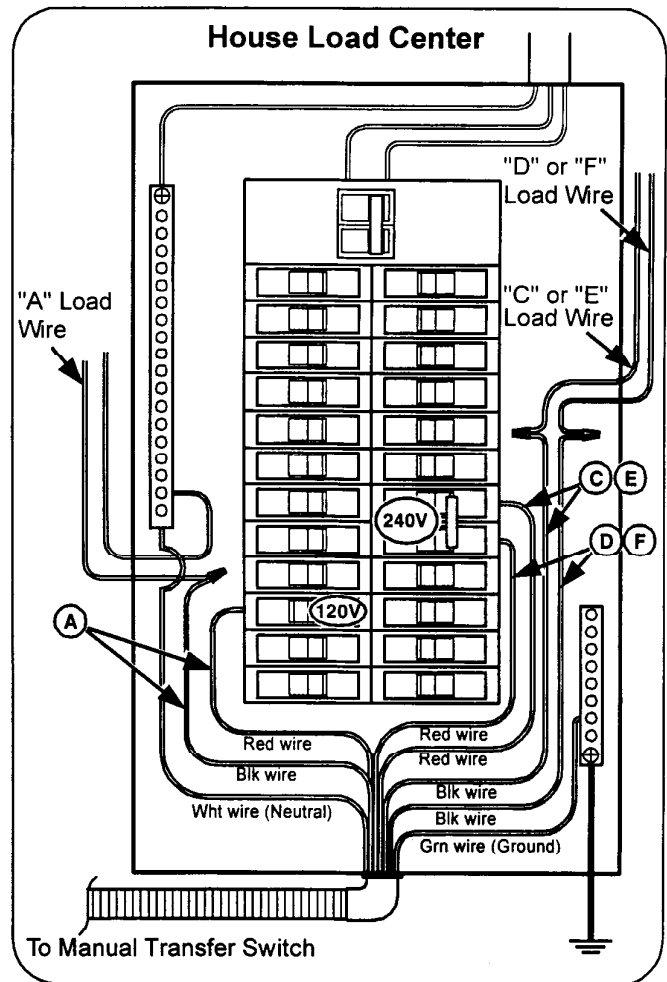 House Load Center
"D" or "F"
Load Wire
"A" Load
Wire
"C" or "E"
Load Wire
C E
240V
D F
120V
A
Red wire
Red wire
Blk wire
Red wire
Blk wire
Wht wire (Neutral)
Blk wire
Grn wire (Ground)
To Manual Transfer Switch